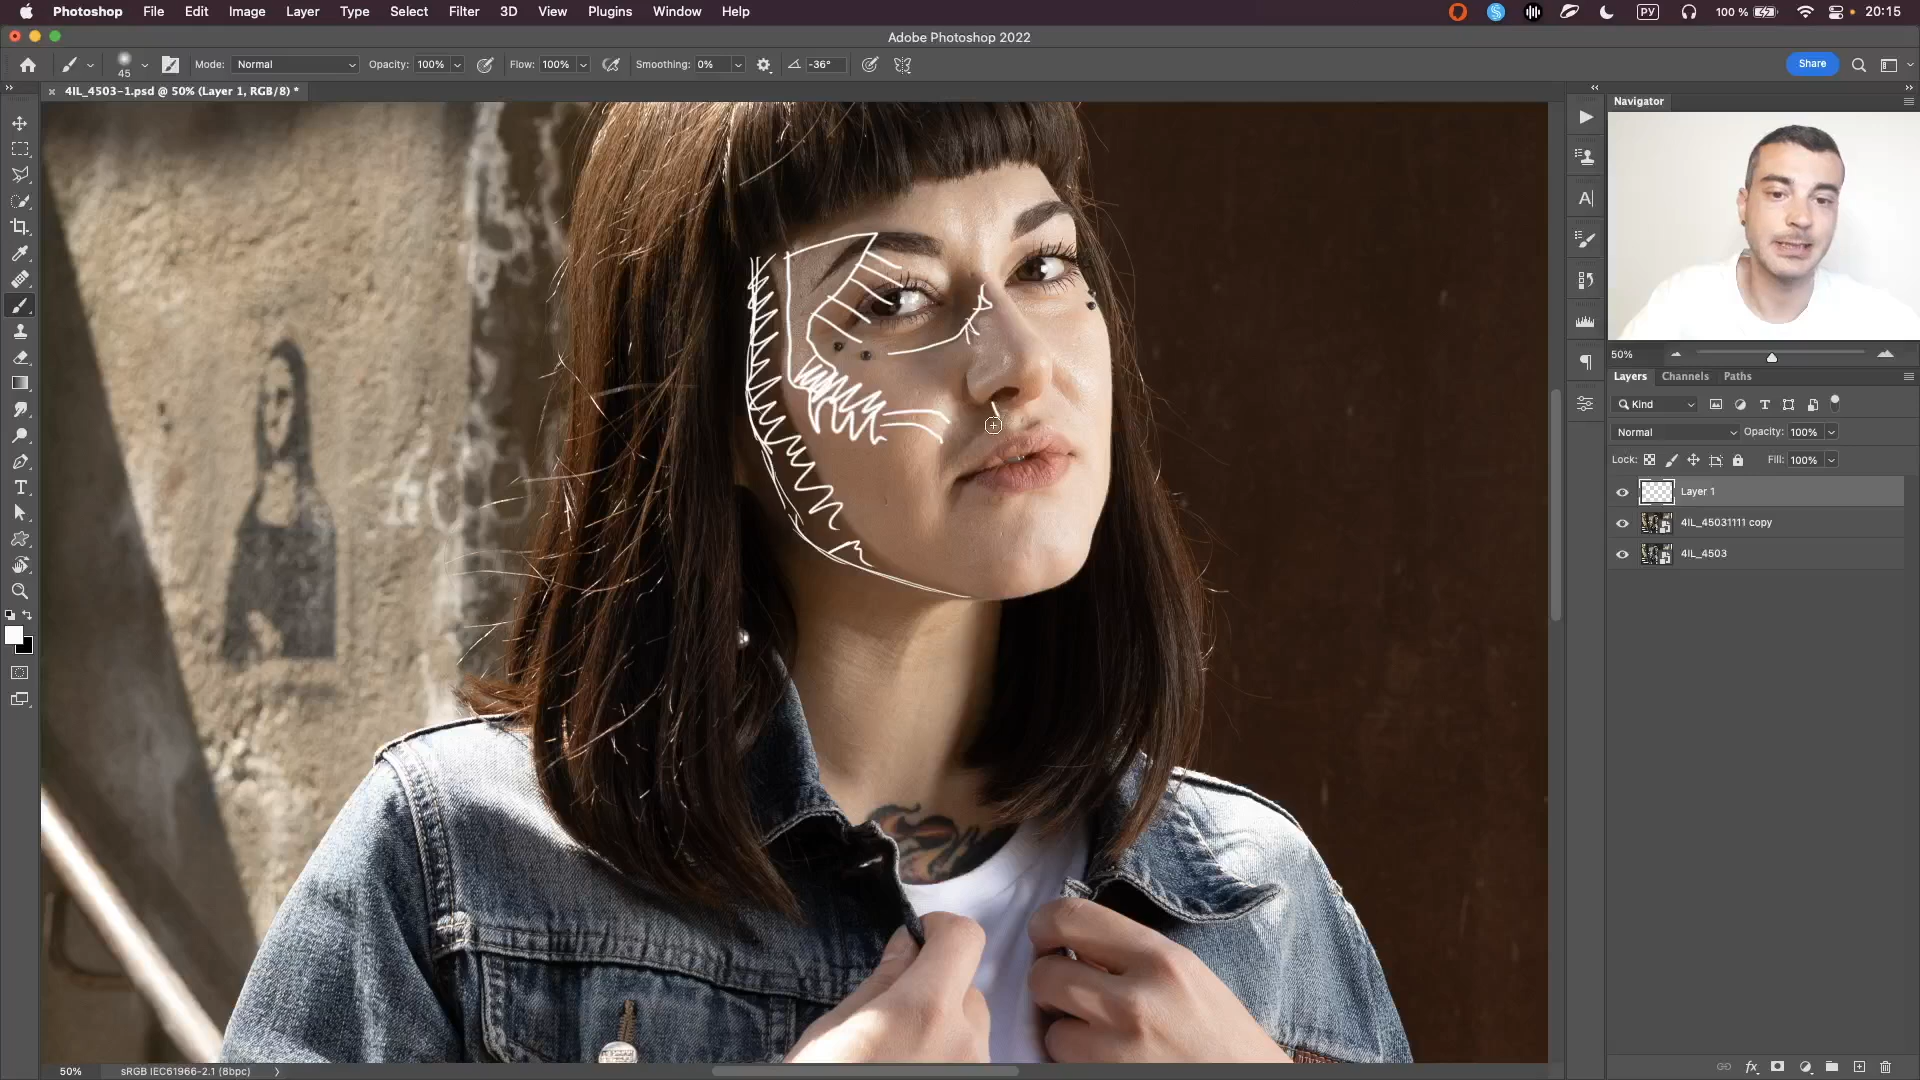 Photoshop File Edit Image Layer Type Select Filter 3D View Plugins Window Help РУ 100 % 20:15
Adobe Photoshop 2022
45 Mode: Normal Opacity: 100% Flow: 100% Smoothing: 0% -36° Share
4IL_4503-1.psd @ 50% (Layer 1, RGB/8) *
Navigator
50%
Layers Channels Paths
Kind
Normal Opacity: 100%
Lock: Fill: 100%
Layer 1
4IL_45031111 copy
4IL_4503
50% sRGB IEC61966-2.1 (8bpc)